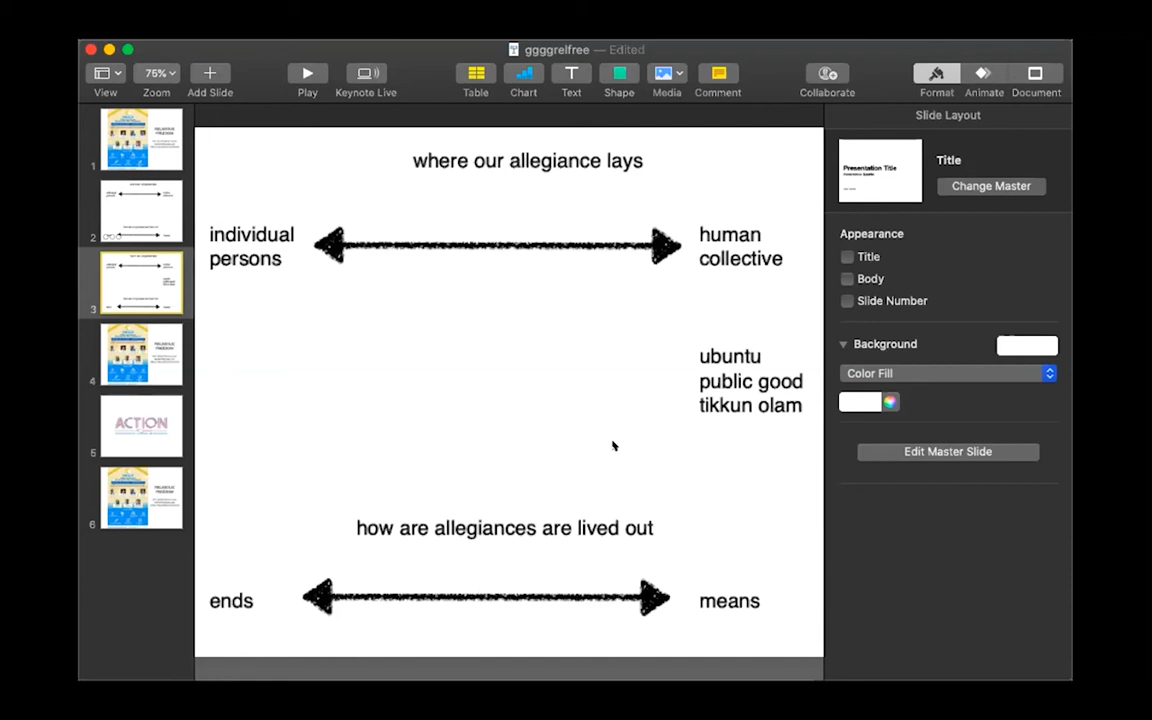 ggggrelfree — Edited
View
75%
Zoom
Add Slide
Play
Keynote Live
Table
Chart
Text
Shape
Media
Comment
Collaborate
Format
Animate
Document
1
2
3
4
ACTION
5
6
where our allegiance lays
individual
persons
human
collective
ubuntu
public good
tikkun olam
how are allegiances are lived out
ends
means
Slide Layout
Presentation Title
Title
Change Master
Appearance
Title
Body
Slide Number
Background
Color Fill
Edit Master Slide